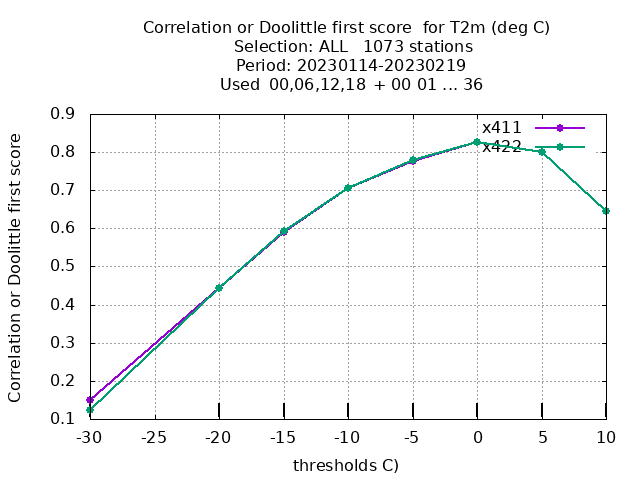 Correlation or Doolittle first score  for T2m (deg C)
Selection: ALL   1073 stations
Period: 20230114-20230219
Used  00,06,12,18  + 00 01 ... 36
Correlation or Doolittle first score
0.9
0.8
0.7
0.6
0.5
0.4
0.3
0.2
0.1
x411
x422
-30 -25 -20 -15 -10 -5 0 5 10
thresholds C)